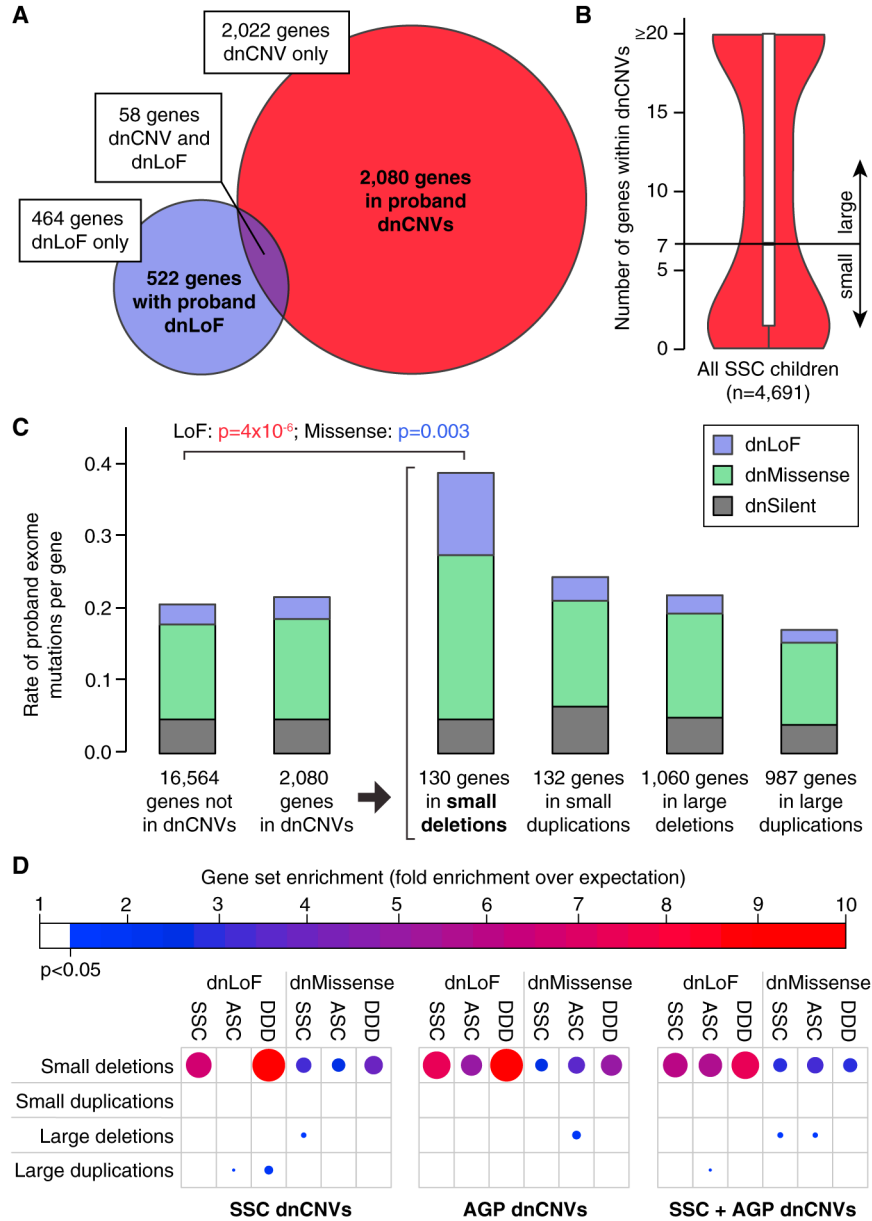 A
2,022 genes
dnCNV only
58 genes
dnCNV and
dnLoF
464 genes
dnLoF only
2,080 genes
in proband
dnCNVs
522 genes
with proband
dnLoF
B
Number of genes within dnCNVs
≥20
15
10
7
5
0
large
small
All SSC children
(n=4,691)
C
LoF: p=4x10-6; Missense: p=0.003
dnLoF
dnMissense
dnSilent
Rate of proband exome
mutations per gene
0.4
0.3
0.2
0.1
0.0
16,564
genes not
in dnCNVs
2,080
genes
in dnCNVs
130 genes
in small
deletions
132 genes
in small
duplications
1,060 genes
in large
deletions
987 genes
in large
duplications
D
Gene set enrichment (fold enrichment over expectation)
1 2 3 4 5 6 7 8 9 10
p<0.05
dnLoF dnMissense dnLoF dnMissense dnLoF dnMissense
SSC ASC DDD SSC ASC DDD SSC ASC DDD SSC ASC DDD SSC ASC DDD SSC ASC DDD
Small deletions
Small duplications
Large deletions
Large duplications
SSC dnCNVs AGP dnCNVs SSC + AGP dnCNVs